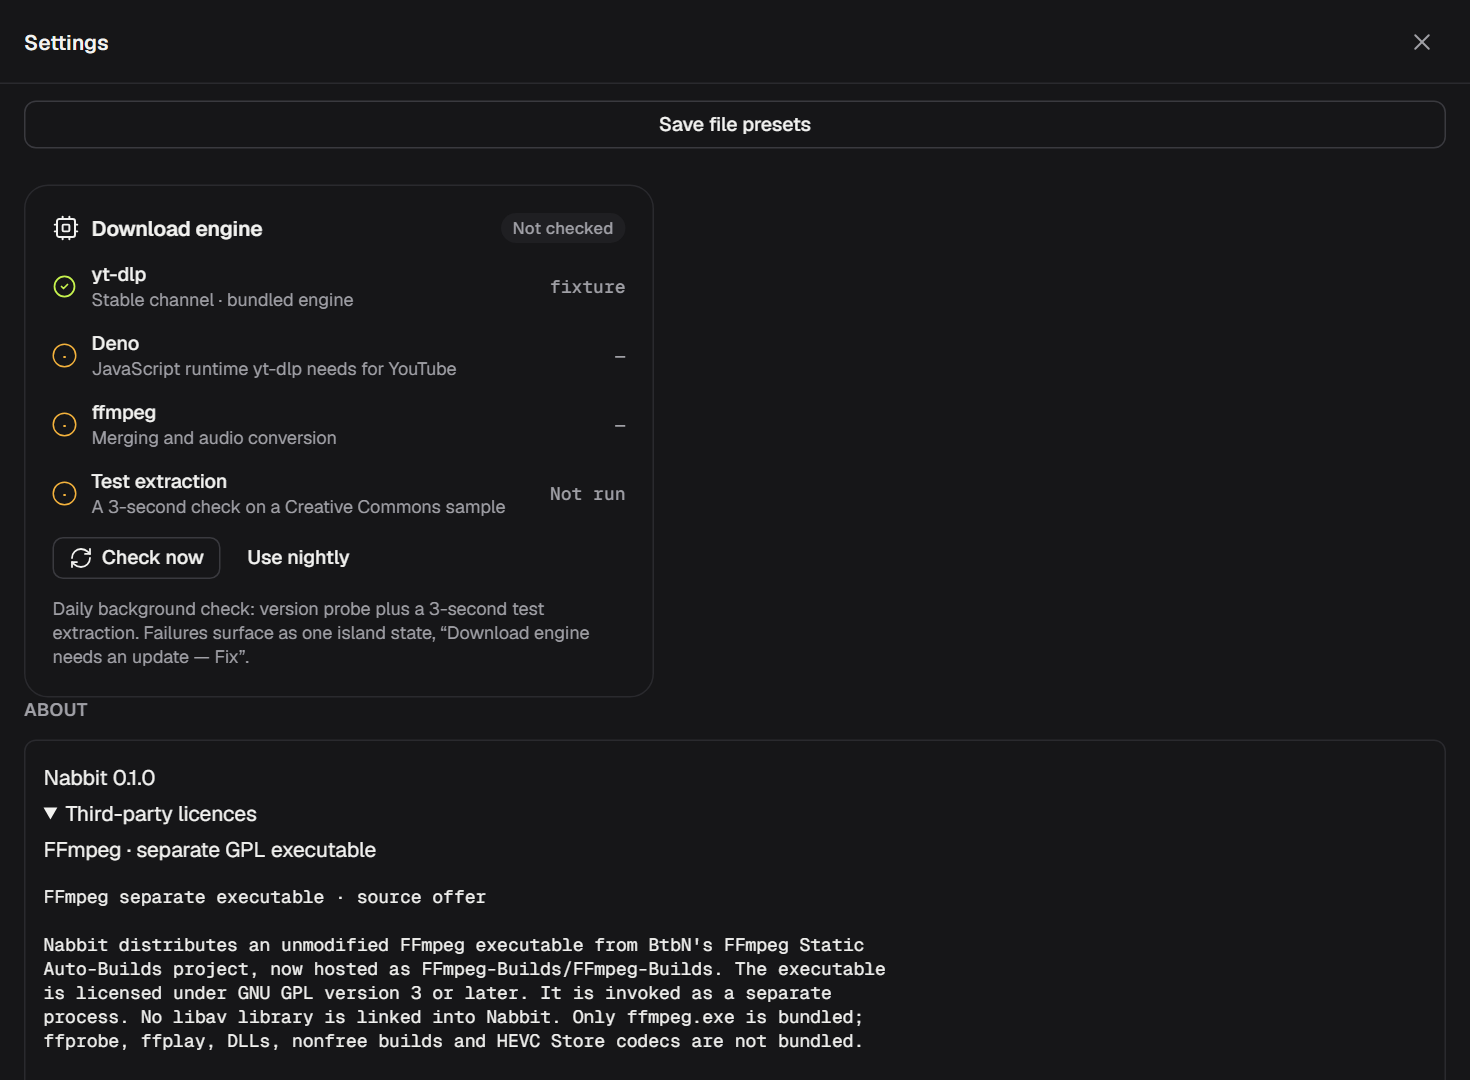 Settings
Save file presets
Download engine
Not checked
yt-dlp
Stable channel · bundled engine
fixture
Deno
JavaScript runtime yt-dlp needs for YouTube
–
ffmpeg
Merging and audio conversion
–
Test extraction
A 3-second check on a Creative Commons sample
Not run
Check now
Use nightly
Daily background check: version probe plus a 3-second test
extraction. Failures surface as one island state, “Download engine
needs an update — Fix”.
ABOUT
Nabbit 0.1.0
Third-party licences
FFmpeg · separate GPL executable
FFmpeg separate executable · source offer
Nabbit distributes an unmodified FFmpeg executable from BtbN's FFmpeg Static
Auto-Builds project, now hosted as FFmpeg-Builds/FFmpeg-Builds. The executable
is licensed under GNU GPL version 3 or later. It is invoked as a separate
process. No libav library is linked into Nabbit. Only ffmpeg.exe is bundled;
ffprobe, ffplay, DLLs, nonfree builds and HEVC Store codecs are not bundled.